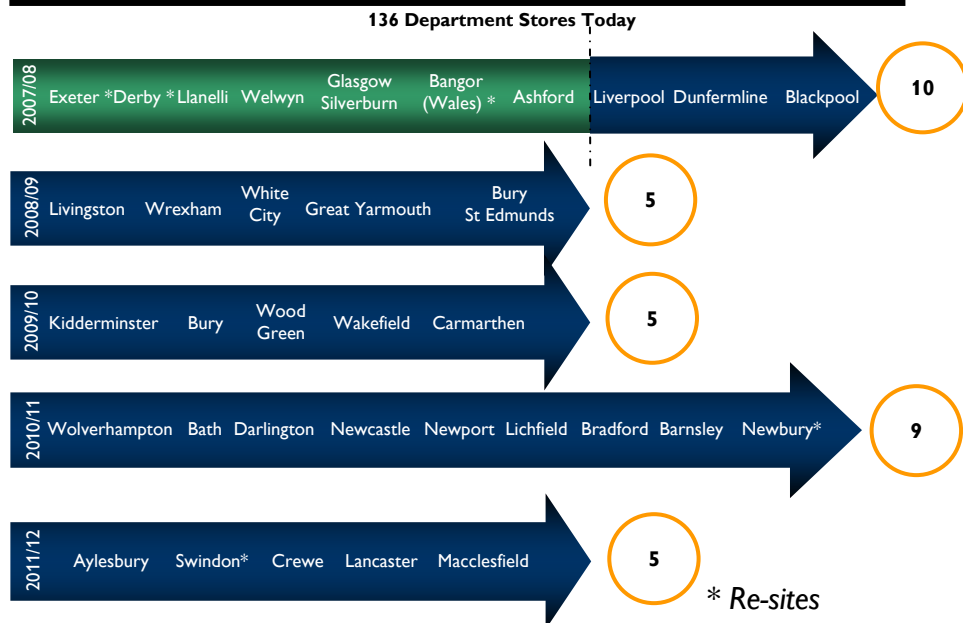 136 Department Stores Today
2007/08
Exeter *Derby *Llanelli Welwyn Glasgow Silverburn Bangor (Wales) * Ashford Liverpool Dunfermline Blackpool
10
2008/09
Livingston Wrexham White City Great Yarmouth Bury St Edmunds
5
2009/10
Kidderminster Bury Wood Green Wakefield Carmarthen
5
2010/11
Wolverhampton Bath Darlington Newcastle Newport Lichfield Bradford Barnsley Newbury*
9
2011/12
Aylesbury Swindon* Crewe Lancaster Macclesfield
5
* Re-sites